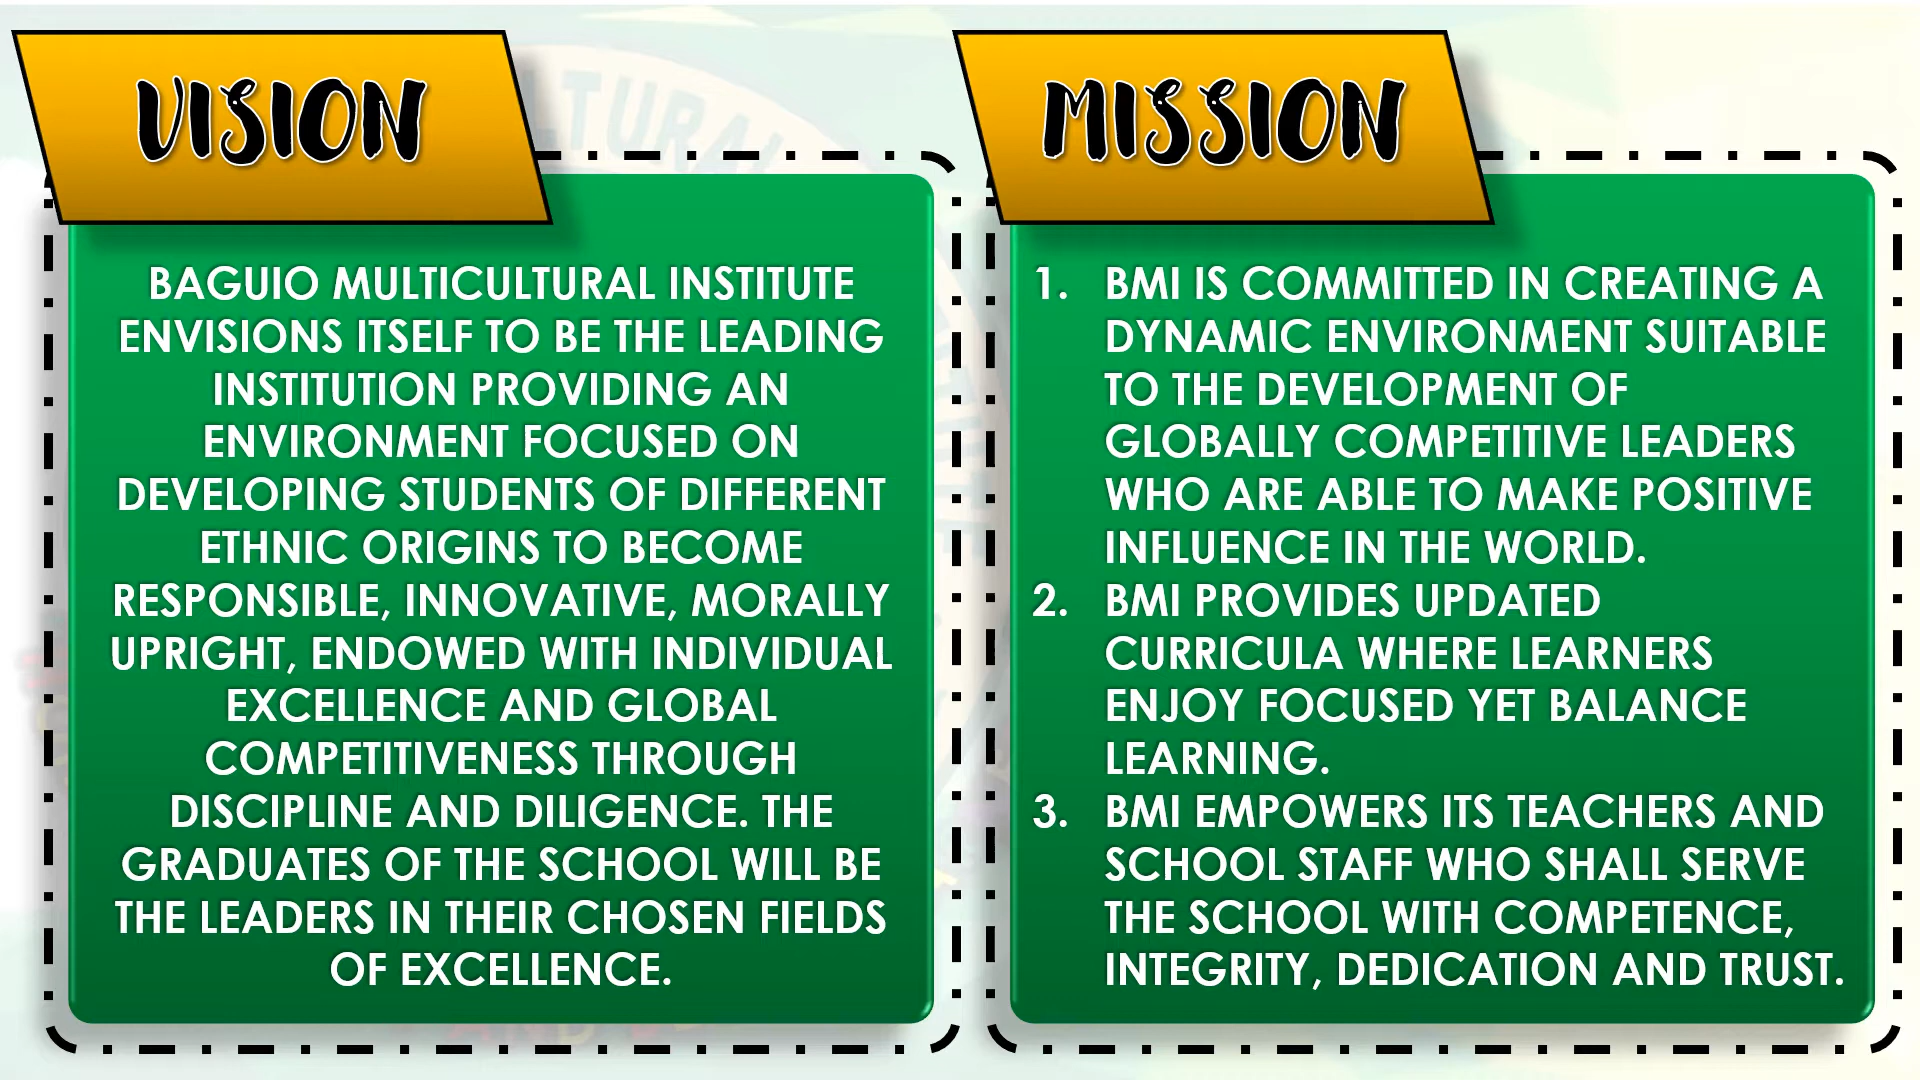 VISION
BAGUIO MULTICULTURAL INSTITUTE
ENVISIONS ITSELF TO BE THE LEADING
INSTITUTION PROVIDING AN
ENVIRONMENT FOCUSED ON
DEVELOPING STUDENTS OF DIFFERENT
ETHNIC ORIGINS TO BECOME
RESPONSIBLE, INNOVATIVE, MORALLY
UPRIGHT, ENDOWED WITH INDIVIDUAL
EXCELLENCE AND GLOBAL
COMPETITIVENESS THROUGH
DISCIPLINE AND DILIGENCE. THE
GRADUATES OF THE SCHOOL WILL BE
THE LEADERS IN THEIR CHOSEN FIELDS
OF EXCELLENCE.
MISSION
1. BMI IS COMMITTED IN CREATING A
DYNAMIC ENVIRONMENT SUITABLE
TO THE DEVELOPMENT OF
GLOBALLY COMPETITIVE LEADERS
WHO ARE ABLE TO MAKE POSITIVE
INFLUENCE IN THE WORLD.
2. BMI PROVIDES UPDATED
CURRICULA WHERE LEARNERS
ENJOY FOCUSED YET BALANCE
LEARNING.
3. BMI EMPOWERS ITS TEACHERS AND
SCHOOL STAFF WHO SHALL SERVE
THE SCHOOL WITH COMPETENCE,
INTEGRITY, DEDICATION AND TRUST.